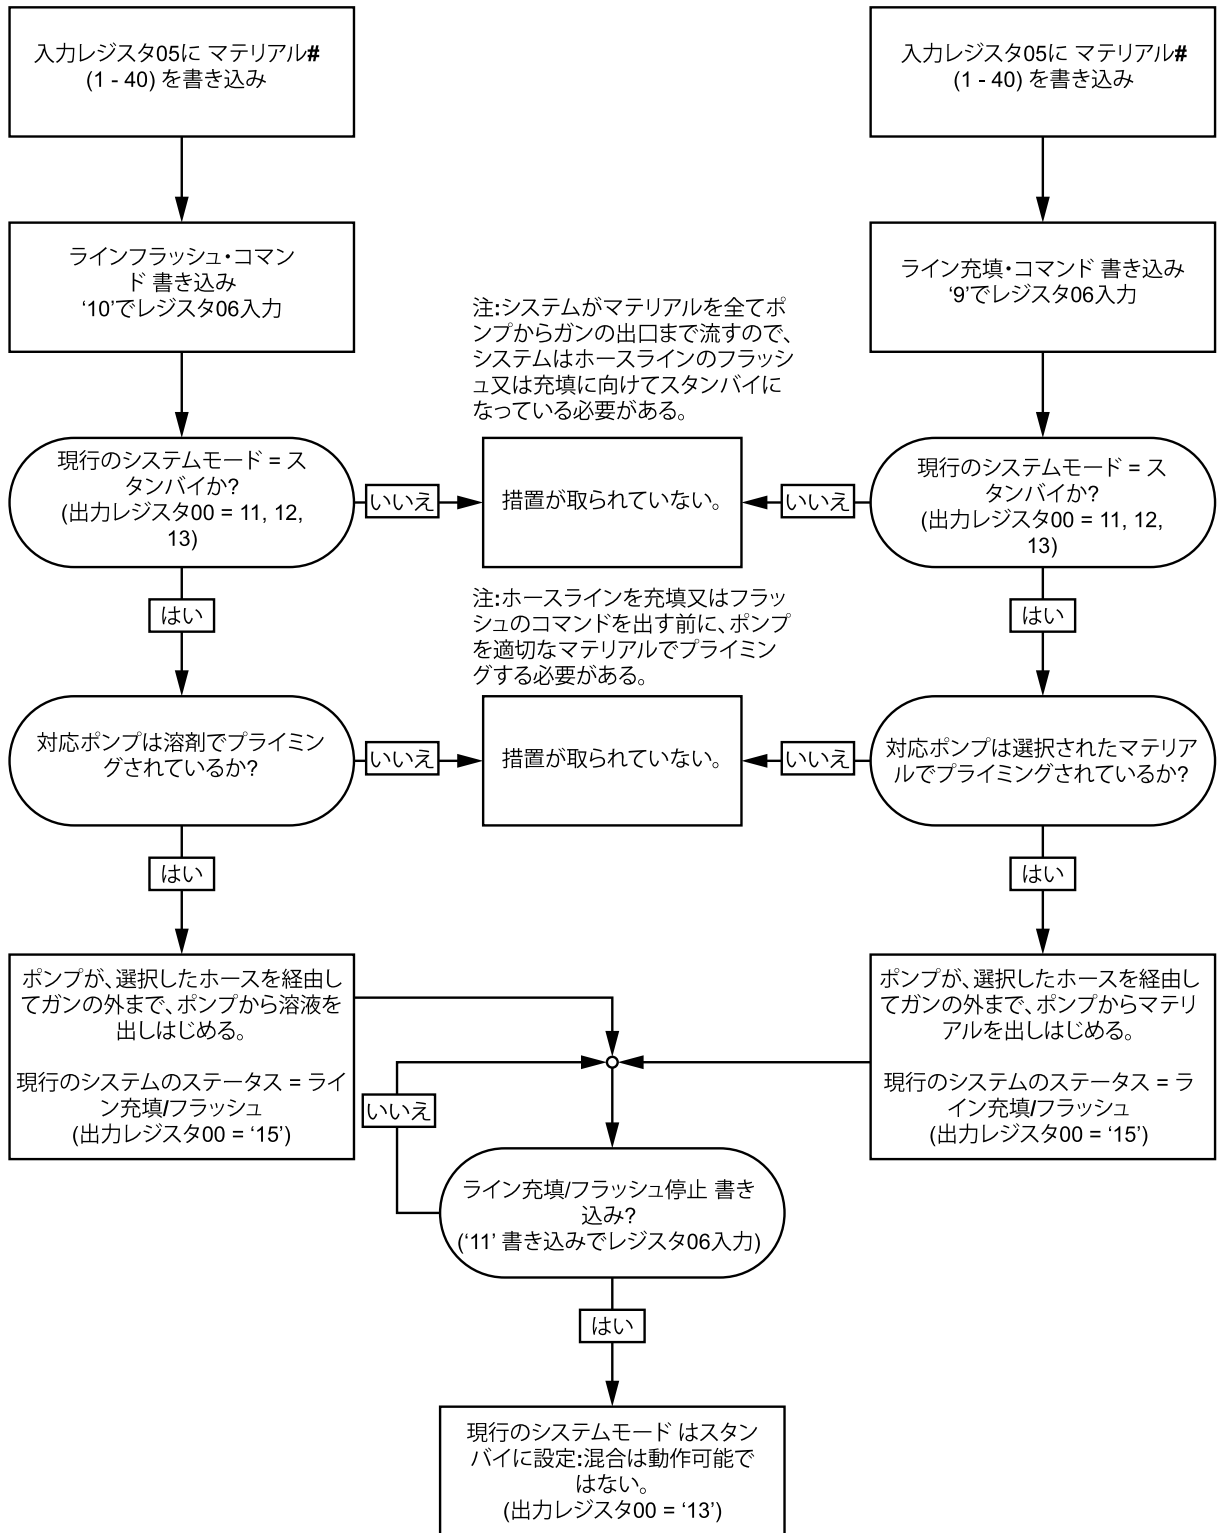 入力レジスタ05に マテリアル#
(1 - 40) を書き込み
ラインフラッシュ・コマン
ド 書き込み
‘10’でレジスタ06入力
現行のシステムモード = ス
タンバイか?
(出力レジスタ00 = 11, 12,
13)
いいえ
はい
対応ポンプは溶剤でプライミン
グされているか?
いいえ
はい
ポンプが、選択したホースを経由し
てガンの外まで、ポンプから溶液を
出しはじめる。
現行のシステムのステータス = ライ
ン充填/フラッシュ
(出力レジスタ00 = ‘15’)
注:システムがマテリアルを全てポ
ンプからガンの出口まで流すので、
システムはホースラインのフラッシ
ュ又は充填に向けてスタンバイに
なっている必要がある。
措置が取られていない。
注:ホースラインを充填又はフラッ
シュのコマンドを出す前に、ポンプ
を適切なマテリアルでプライミン
グする必要がある。
措置が取られていない。
入力レジスタ05に マテリアル#
(1 - 40) を書き込み
ライン充填・コマンド 書き込み
‘9’でレジスタ06入力
現行のシステムモード = ス
タンバイか?
(出力レジスタ00 = 11, 12,
13)
いいえ
はい
対応ポンプは選択されたマテリア
ルでプライミングされているか?
いいえ
はい
ポンプが、選択したホースを経由し
てガンの外まで、ポンプからマテリ
アルを出しはじめる。
現行のシステムのステータス = ラ
イン充填/フラッシュ
(出力レジスタ00 = ‘15’)
いいえ
ライン充填/フラッシュ停止 書き
込み?
(‘11’ 書き込みでレジスタ06入力)
はい
現行のシステムモード はスタン
バイに設定:混合は動作可能で
はない。
(出力レジスタ00 = ‘13’)